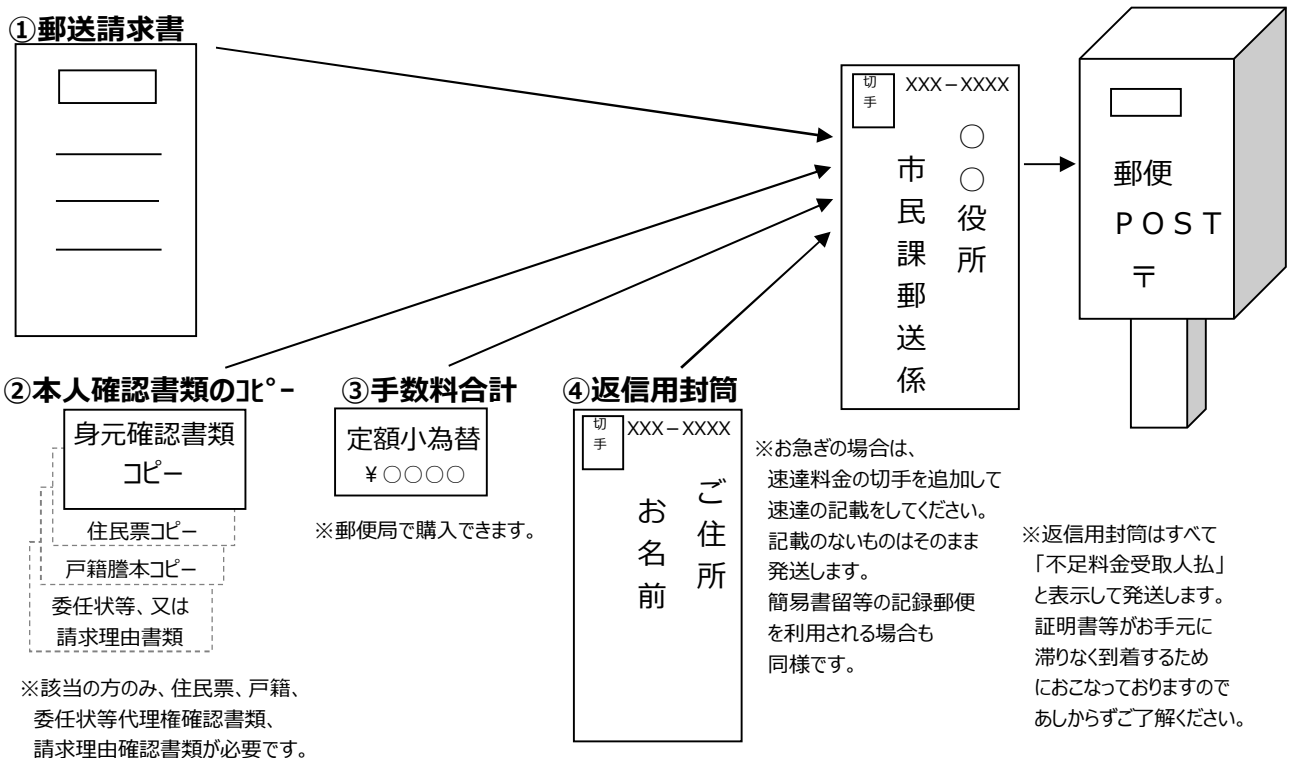 ①郵送請求書
切手
XXX-XXXX
○○役所
市民課郵送係
郵便
POST
〒
②本人確認書類のｺﾋﾟｰ
身元確認書類
コピー
住民票コピー
戸籍謄本コピー
委任状等、又は
請求理由書類
※該当の方のみ、住民票、戸籍、
委任状等代理権確認書類、
請求理由確認書類が必要です。
③手数料合計
定額小為替
¥○○○○
※郵便局で購入できます。
④返信用封筒
切手
XXX-XXXX
ご住所
お名前
※お急ぎの場合は、
速達料金の切手を追加して
速達の記載をしてください。
記載のないものはそのまま
発送します。
簡易書留等の記録郵便
を利用される場合も
同様です。
※返信用封筒はすべて
「不足料金受取人払」
と表示して発送します。
証明書等がお手元に
滞りなく到着するため
におこなっておりますので
あしからずご了解ください。